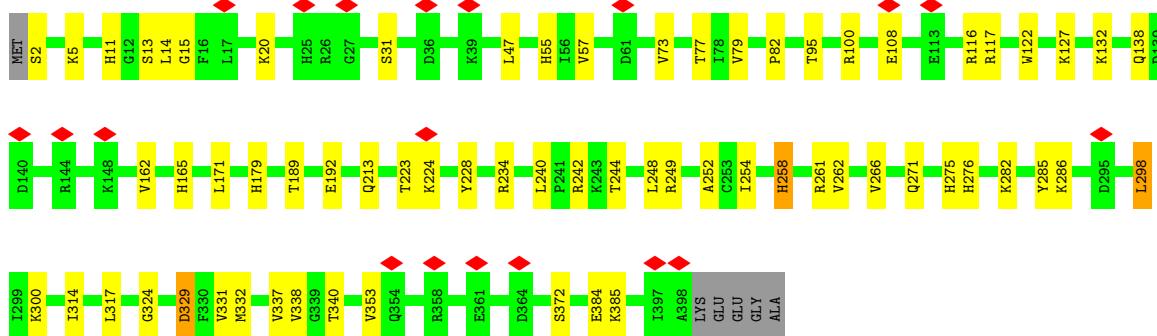 MET S2 K5 H11 G12 S13 L14 G15 F16 L17 K20 H25 R26 G27 S31 D36 K39 L47 H55 I56 V57 D61 V73 T77 I78 V79 P82 T95 R100 E108 E113 R116 R117 W122 K127 K132 Q138 D139
D140 R144 K148 V162 H165 L171 H179 T189 E192 Q213 T223 K224 Y228 R234 L240 P241 R242 K243 T244 L248 R249 A252 C253 I254 H258 R261 V262 V266 Q271 H275 H276 K282 Y285 K286 D295 L298
I299 K300 I314 L317 G324 D329 F330 V331 M332 V337 V338 G339 T340 V353 Q354 R358 E361 D364 S372 E384 K385 I397 A398 LYS GLU GLU GLY ALA